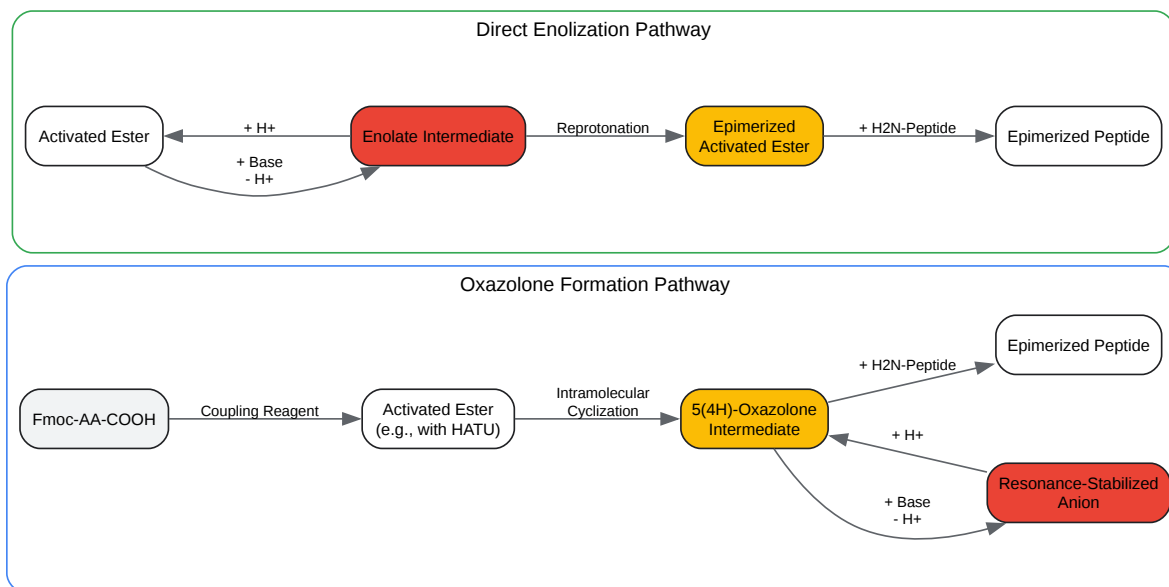 Direct Enolization Pathway
Activated Ester
+ H+
+ Base
- H+
Enolate Intermediate
Reprotonation
Epimerized
Activated Ester
+ H2N-Peptide
Epimerized Peptide
Oxazolone Formation Pathway
Fmoc-AA-COOH
Coupling Reagent
Activated Ester
(e.g., with HATU)
Intramolecular
Cyclization
5(4H)-Oxazolone
Intermediate
+ H2N-Peptide
Epimerized Peptide
+ H+
+ Base
- H+
Resonance-Stabilized
Anion